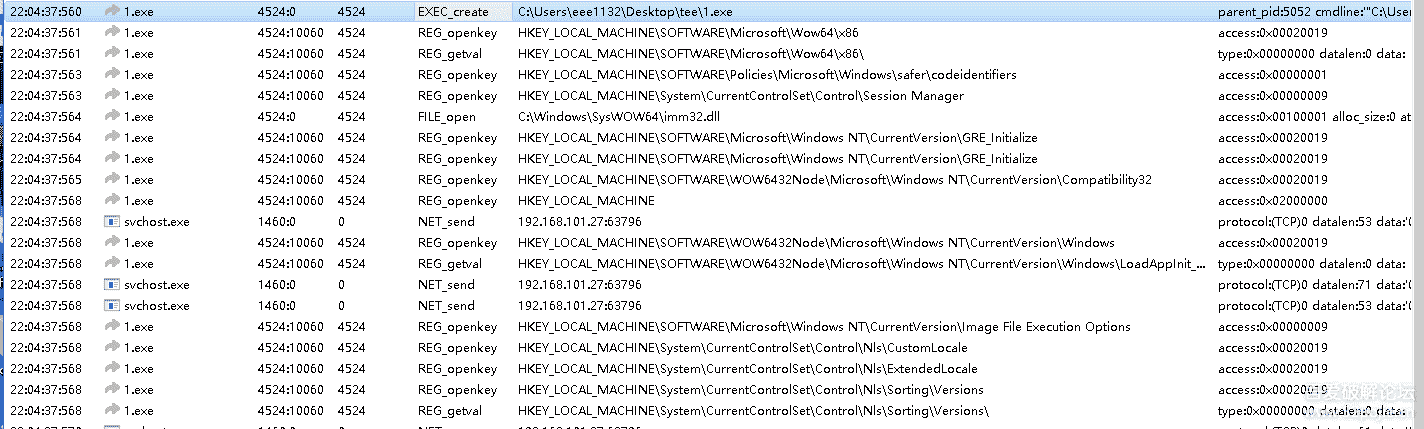 22:04:37:560 1.exe 4524:0 4524 EXEC_create C:\Users\eee1132\Desktop\tee\1.exe parent_pid:5052 cmdline:"'C:\User
22:04:37:561 1.exe 4524:10060 4524 REG_openkey HKEY_LOCAL_MACHINE\SOFTWARE\Microsoft\Wow64\x86 access:0x00020019
22:04:37:561 1.exe 4524:10060 4524 REG_getval HKEY_LOCAL_MACHINE\SOFTWARE\Microsoft\Wow64\x86\ type:0x00000000 datalen:0 data:
22:04:37:563 1.exe 4524:10060 4524 REG_openkey HKEY_LOCAL_MACHINE\SOFTWARE\Policies\Microsoft\Windows\safer\codeidentifiers access:0x00000001
22:04:37:563 1.exe 4524:10060 4524 REG_openkey HKEY_LOCAL_MACHINE\System\CurrentControlSet\Control\Session Manager access:0x00000009
22:04:37:564 1.exe 4524:0 4524 FILE_open C:\Windows\SysWOW64\imm32.dll access:0x00100001 alloc_size:0 at
22:04:37:564 1.exe 4524:10060 4524 REG_openkey HKEY_LOCAL_MACHINE\SOFTWARE\Microsoft\Windows NT\CurrentVersion\GRE_Initialize access:0x00020019
22:04:37:564 1.exe 4524:10060 4524 REG_openkey HKEY_LOCAL_MACHINE\SOFTWARE\Microsoft\Windows NT\CurrentVersion\GRE_Initialize access:0x00020019
22:04:37:565 1.exe 4524:10060 4524 REG_openkey HKEY_LOCAL_MACHINE\SOFTWARE\WOW6432Node\Microsoft\Windows NT\CurrentVersion\Compatibility32 access:0x00020019
22:04:37:568 1.exe 4524:10060 4524 REG_openkey HKEY_LOCAL_MACHINE access:0x02000000
22:04:37:568 svchost.exe 1460:0 0 NET_send 192.168.101.27:63796 protocol:(TCP)0 datalen:53 data:'(
22:04:37:568 1.exe 4524:10060 4524 REG_openkey HKEY_LOCAL_MACHINE\SOFTWARE\WOW6432Node\Microsoft\Windows NT\CurrentVersion\Windows access:0x00020019
22:04:37:568 1.exe 4524:10060 4524 REG_getval HKEY_LOCAL_MACHINE\SOFTWARE\WOW6432Node\Microsoft\Windows NT\CurrentVersion\Windows\LoadAppInit_... type:0x00000000 datalen:0 data:
22:04:37:568 svchost.exe 1460:0 0 NET_send 192.168.101.27:63796 protocol:(TCP)0 datalen:71 data:'(
22:04:37:568 svchost.exe 1460:0 0 NET_send 192.168.101.27:63796 protocol:(TCP)0 datalen:53 data:'(
22:04:37:568 1.exe 4524:10060 4524 REG_openkey HKEY_LOCAL_MACHINE\SOFTWARE\Microsoft\Windows NT\CurrentVersion\Image File Execution Options access:0x00000009
22:04:37:568 1.exe 4524:10060 4524 REG_openkey HKEY_LOCAL_MACHINE\System\CurrentControlSet\Control\Nls\CustomLocale access:0x00020019
22:04:37:568 1.exe 4524:10060 4524 REG_openkey HKEY_LOCAL_MACHINE\System\CurrentControlSet\Control\Nls\ExtendedLocale access:0x00020019
22:04:37:568 1.exe 4524:10060 4524 REG_openkey HKEY_LOCAL_MACHINE\System\CurrentControlSet\Control\Nls\Sorting\Versions access:0x00020019
22:04:37:568 1.exe 4524:10060 4524 REG_getval HKEY_LOCAL_MACHINE\System\CurrentControlSet\Control\Nls\Sorting\Versions\ type:0x00000000 datalen:0 data:
吾爱破解论坛